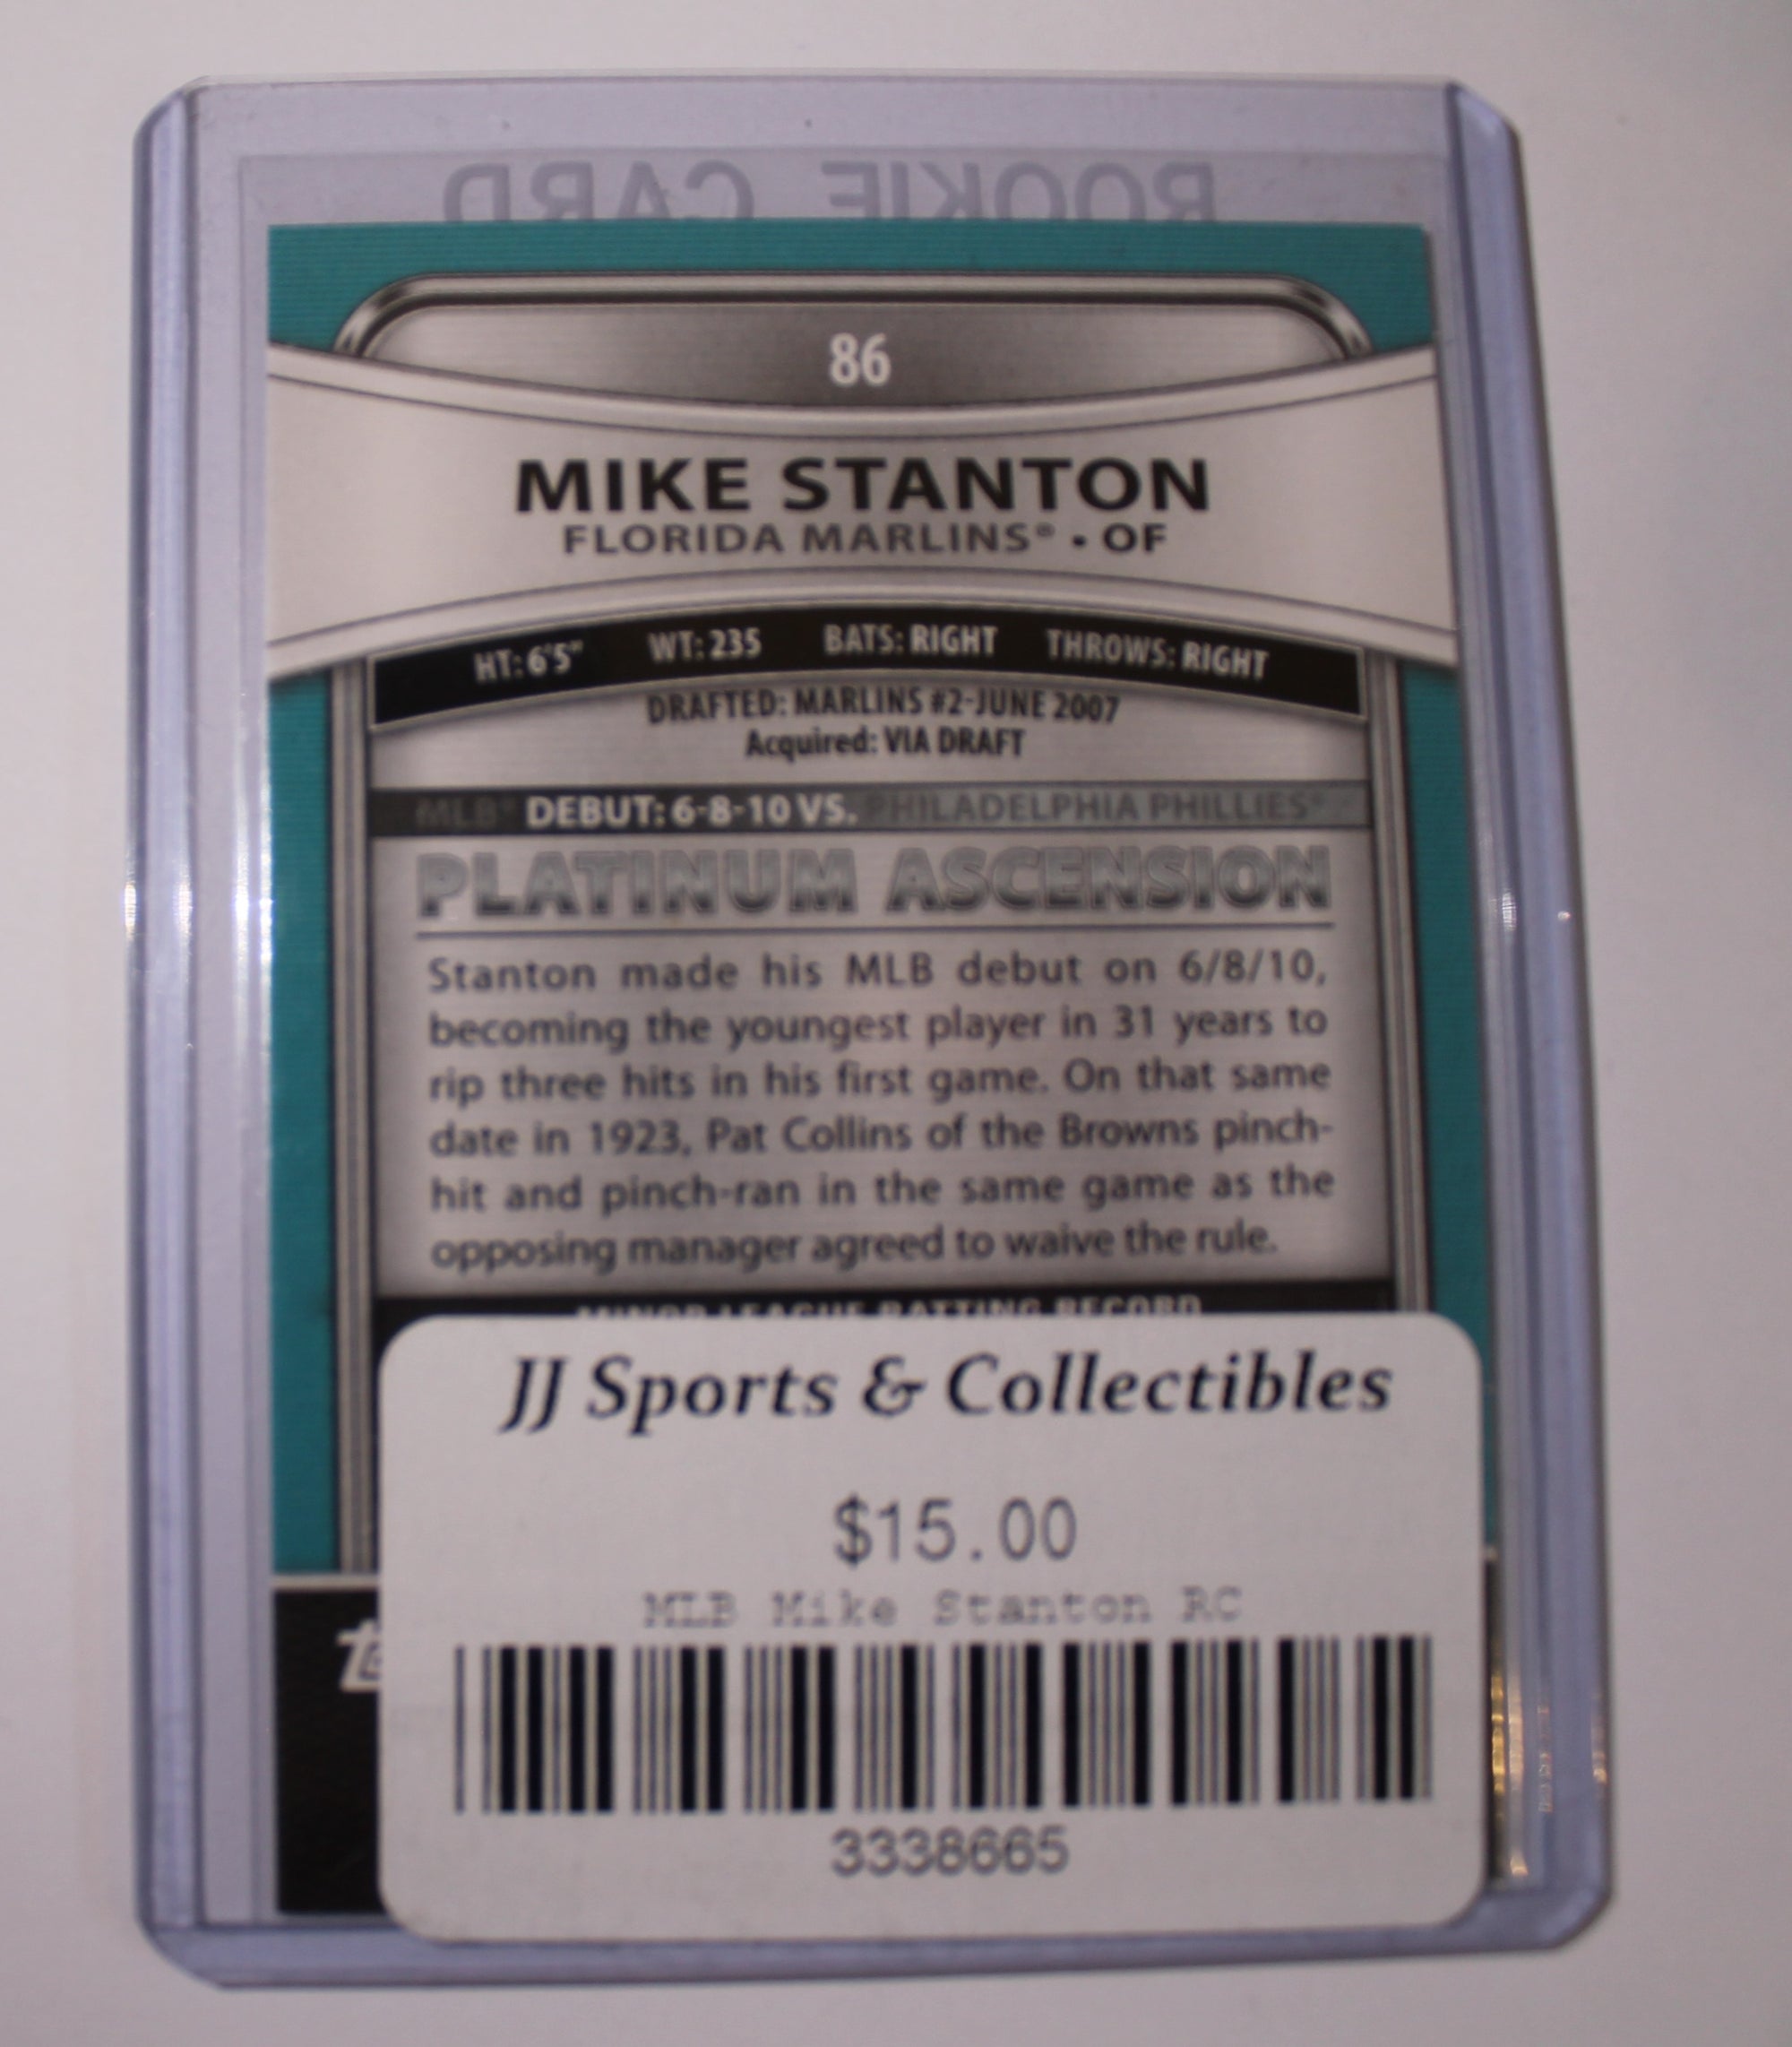 ROOKIE CARD
86
MIKE STANTON
FLORIDA MARLINS® • OF
HT: 6'5" WT: 235 BATS: RIGHT THROWS: RIGHT
DRAFTED: MARLINS #2-JUNE 2007
Acquired: VIA DRAFT
MLB® DEBUT: 6-8-10 VS. PHILADELPHIA PHILLIES®
PLATINUM ASCENSION
Stanton made his MLB debut on 6/8/10,
becoming the youngest player in 31 years to
rip three hits in his first game. On that same
date in 1923, Pat Collins of the Browns pinch-
hit and pinch-ran in the same game as the
opposing manager agreed to waive the rule.
MINOR LEAGUE BATTING RECORD
JJ Sports & Collectibles
$15.00
MLB Mike Stanton RC
3338665